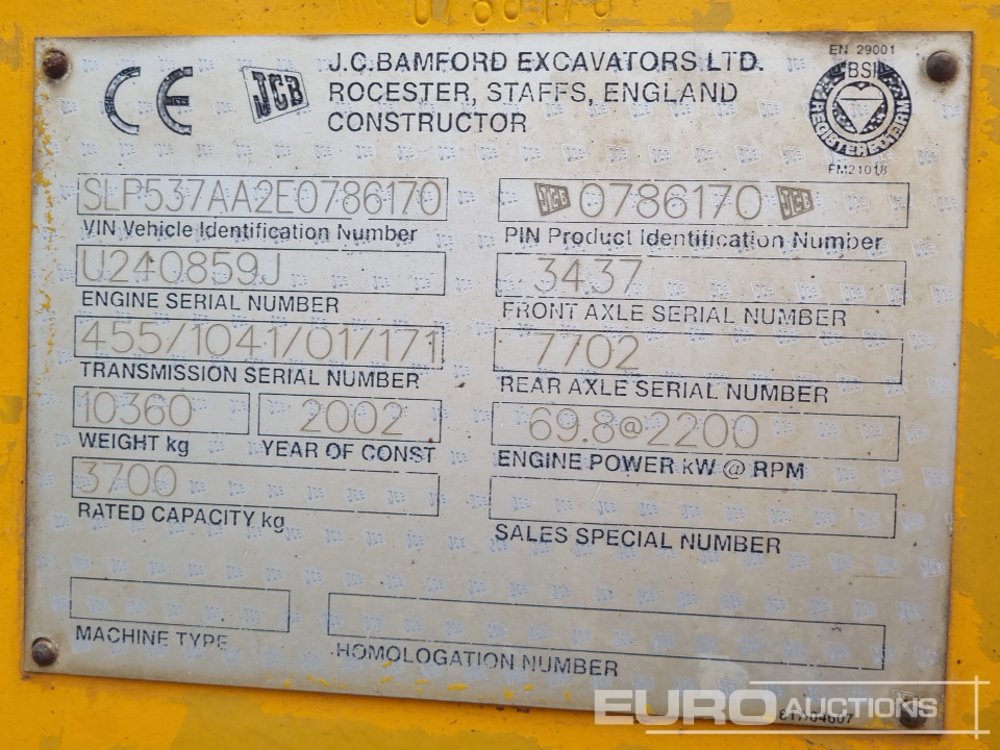 0786170
CE
JCB
J.C.BAMFORD EXCAVATORS LTD.
ROCESTER, STAFFS, ENGLAND
CONSTRUCTOR
EN 29001
BSI
REGISTERED FIRM
FM21018
SLP537AA2E0786170
VIN Vehicle Identification Number
JCB 0786170 JCB
PIN Product Identification Number
U240859J
ENGINE SERIAL NUMBER
3437
FRONT AXLE SERIAL NUMBER
455/1041/01/171
TRANSMISSION SERIAL NUMBER
7702
REAR AXLE SERIAL NUMBER
10360
WEIGHT kg
2002
YEAR OF CONST
69.8@2200
ENGINE POWER kW @ RPM
3700
RATED CAPACITY kg
SALES SPECIAL NUMBER
MACHINE TYPE
HOMOLOGATION NUMBER
EURO AUCTIONS